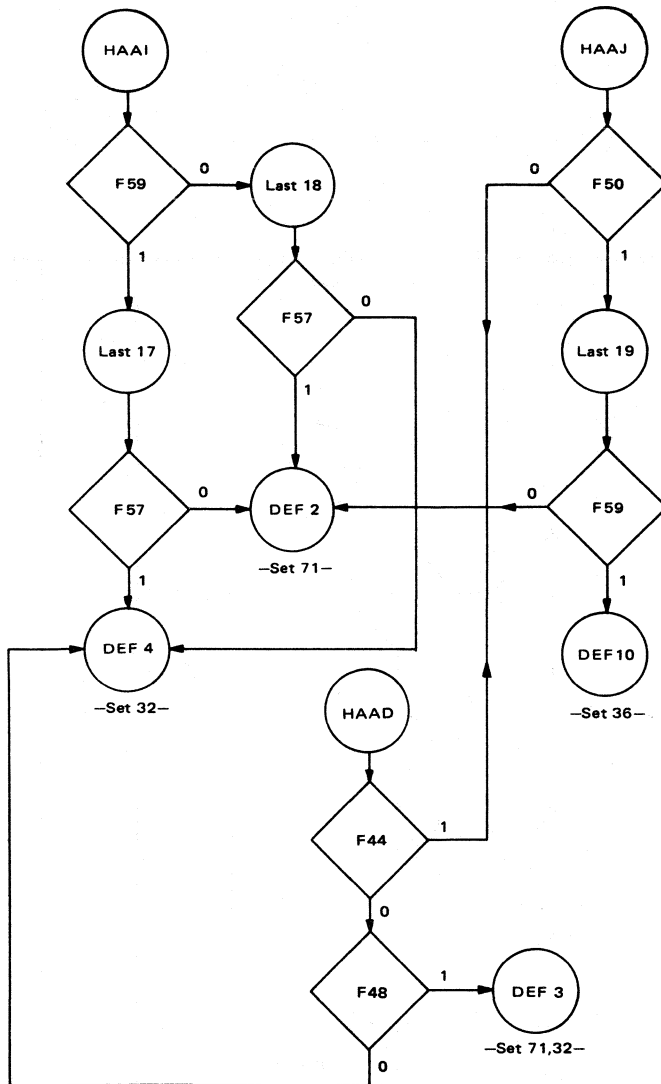 HAAI
HAAJ
F59
0
Last 18
0
F50
1
1
F57
0
Last 17
Last 19
1
F57
0
DEF 2
0
F59
—Set 71—
1
1
DEF 4
DEF 10
—Set 32—
HAAD
—Set 36—
F44
1
0
F48
1
DEF 3
—Set 71,32—
0